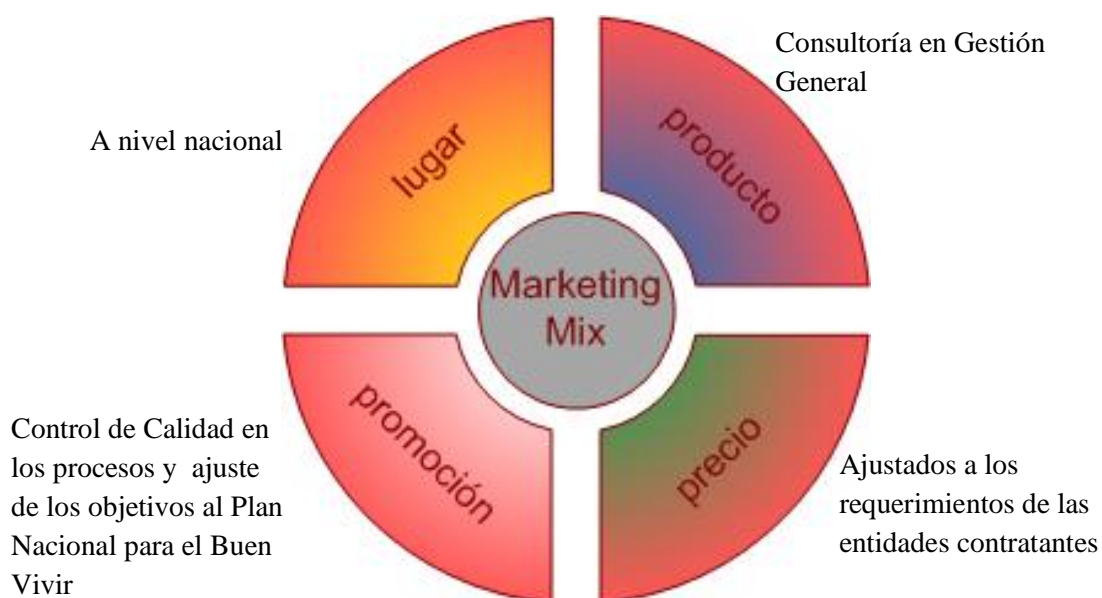 Consultoría en Gestión
General
producto
A nivel nacional
lugar
Marketing
Mix
promoción
Control de Calidad en
los procesos y ajuste
de los objetivos al Plan
Nacional para el Buen
Vivir
precio
Ajustados a los
requerimientos de las
entidades contratantes